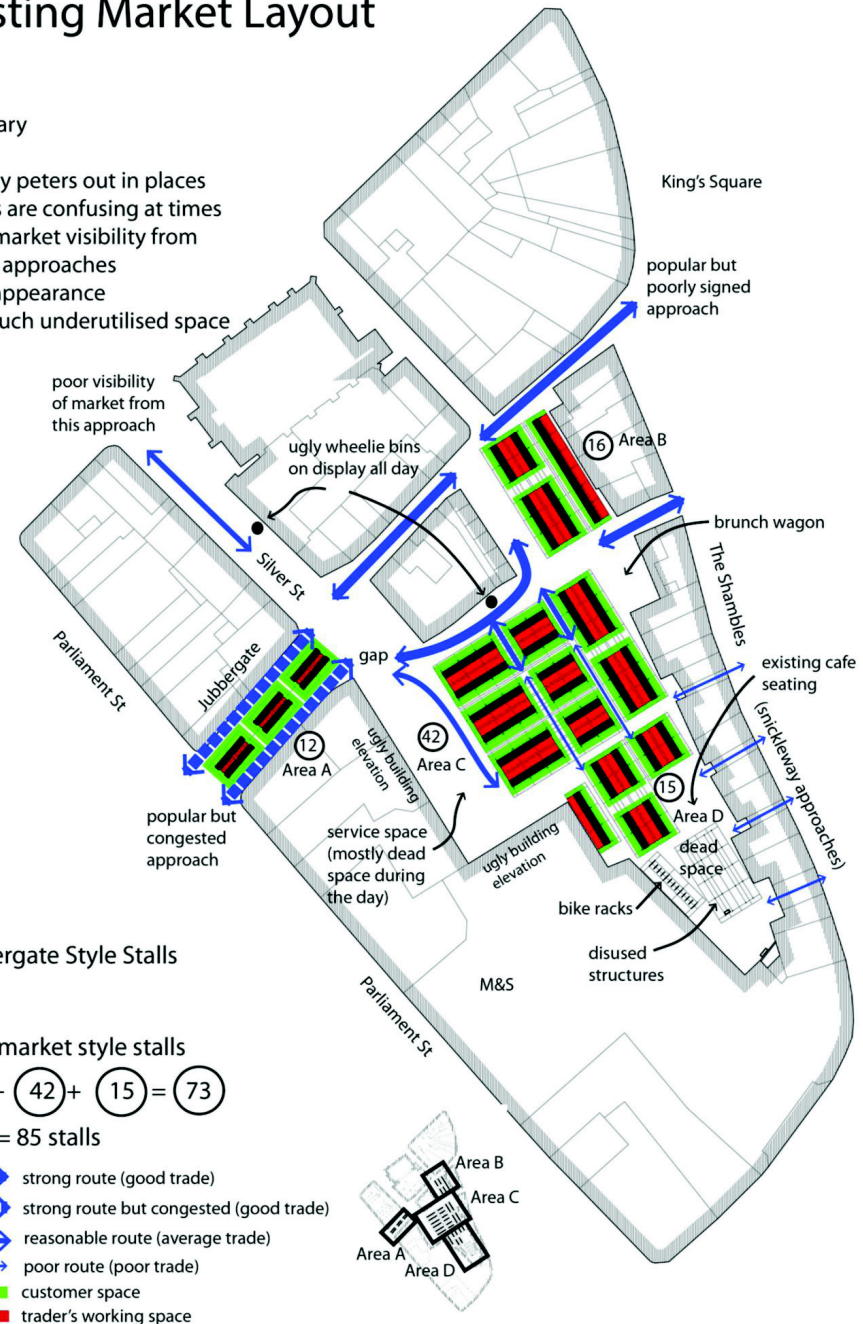 sting Market Layout
ary
y peters out in places
s are confusing at times
market visibility from
approaches
appearance
uch underutilised space
King's Square
popular but
poorly signed
approach
poor visibility
of market from
this approach
ugly wheelie bins
on display all day
16 Area B
brunch wagon
Silver St
The Shambles
Parliament St
Jubbergate
gap
existing cafe
seating
(snickleway approaches)
12
Area A
ugly building
elevation
42
Area C
15
Area D
dead
space
popular but
congested
approach
service space
(mostly dead
space during
the day)
ugly building
elevation
bike racks
disused
structures
M&S
Parliament St
ergate Style Stalls
market style stalls
- 42 + 15 = 73
= 85 stalls
strong route (good trade)
strong route but congested (good trade)
reasonable route (average trade)
poor route (poor trade)
customer space
trader's working space
Area B
Area C
Area A
Area D